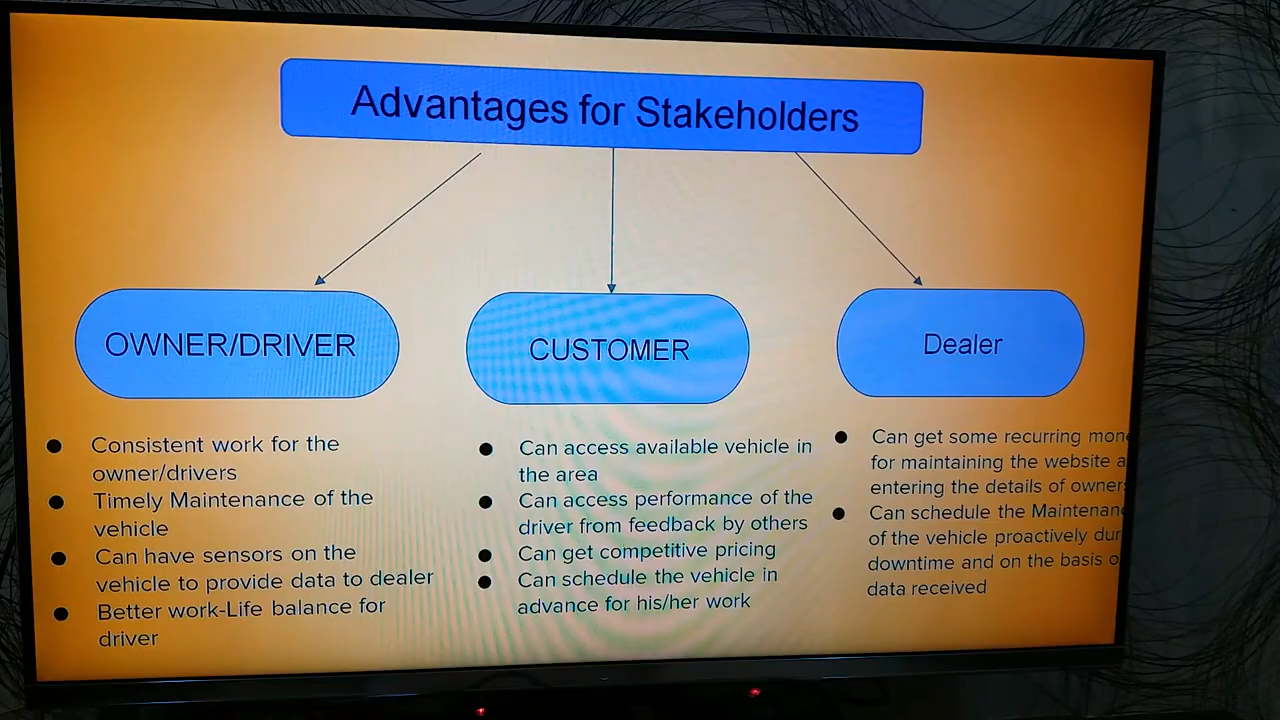 Advantages for Stakeholders
OWNER/DRIVER
● Consistent work for the
owner/drivers
● Timely Maintenance of the
vehicle
● Can have sensors on the
vehicle to provide data to dealer
● Better work-Life balance for
driver
CUSTOMER
● Can access available vehicle in
the area
● Can access performance of the
driver from feedback by others
● Can get competitive pricing
● Can schedule the vehicle in
advance for his/her work
Dealer
● Can get some recurring
for maintaining the website
entering the details of
● Can schedule the
of the vehicle proactively
downtime and on the basis
data received